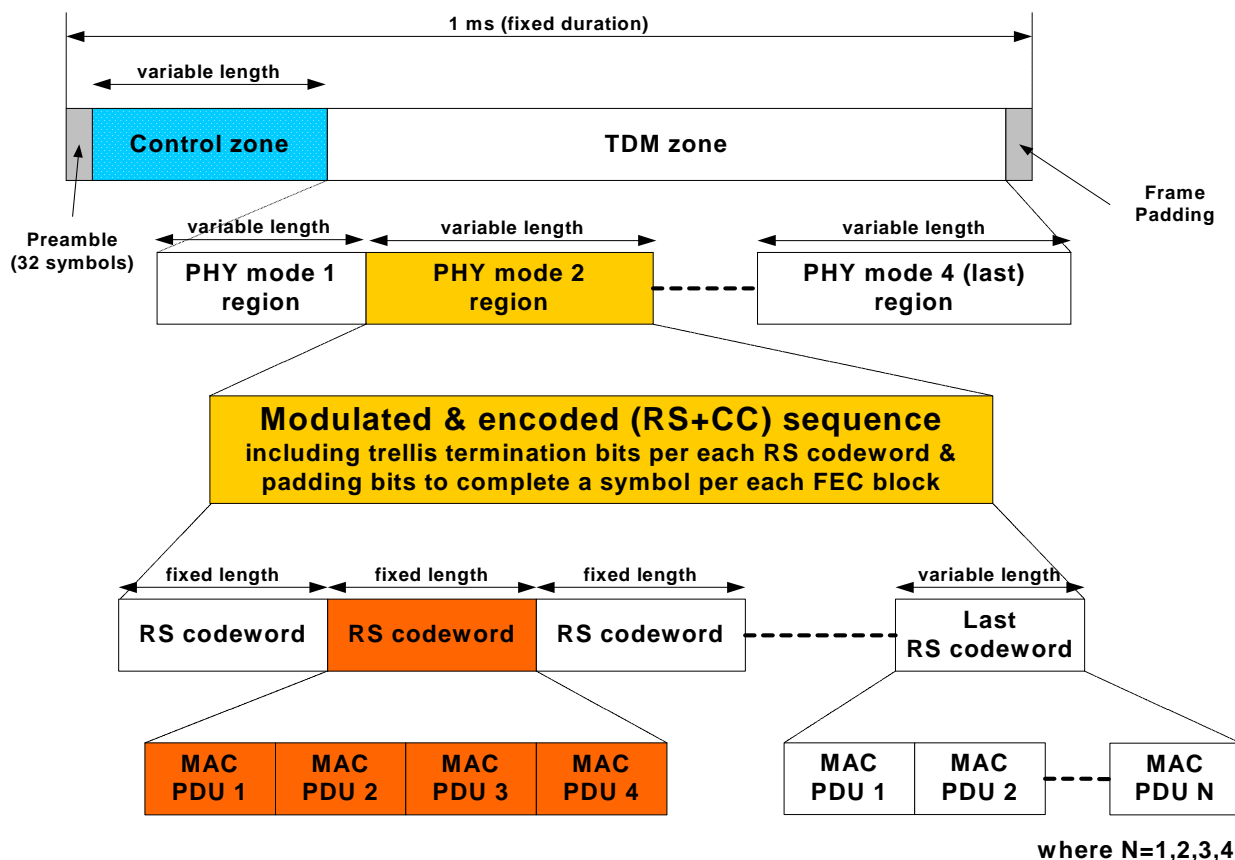 1 ms (fixed duration)
variable length
Control zone
TDM zone
Preamble
(32 symbols)
Frame
Padding
variable length
variable length
variable length
PHY mode 1
region
PHY mode 2
region
PHY mode 4 (last)
region
Modulated & encoded (RS+CC) sequence
including trellis termination bits per each RS codeword &
padding bits to complete a symbol per each FEC block
fixed length
fixed length
fixed length
variable length
RS codeword
RS codeword
RS codeword
Last
RS codeword
MAC
PDU 1
MAC
PDU 2
MAC
PDU 3
MAC
PDU 4
MAC
PDU 1
MAC
PDU 2
MAC
PDU N
where N=1,2,3,4